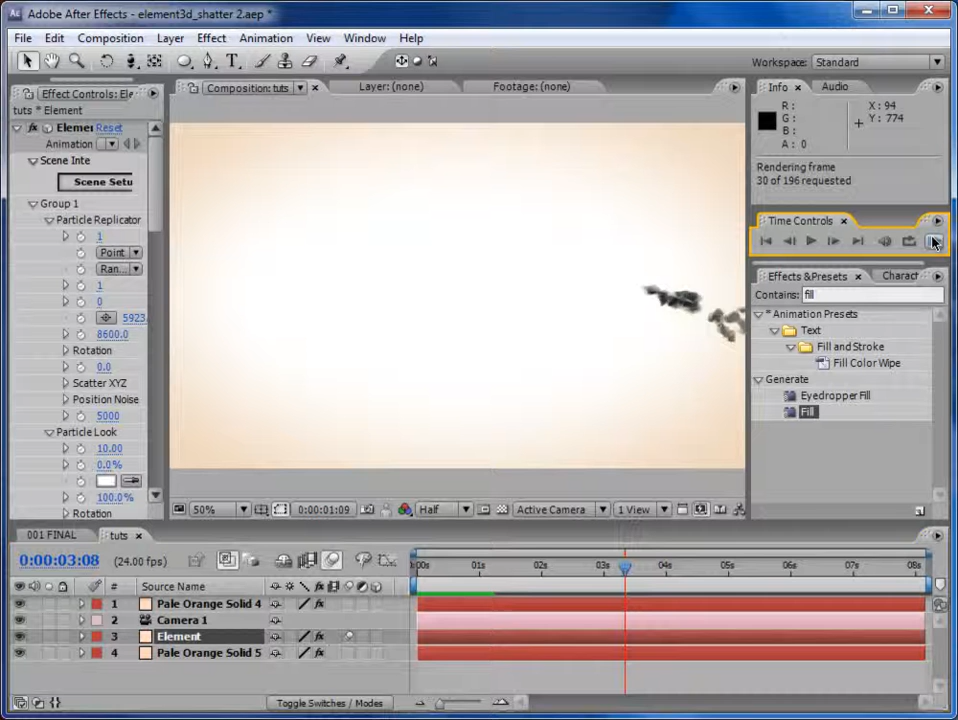 Adobe After Effects - element3d_shatter 2.aep *
File Edit Composition Layer Effect Animation View Window Help
Workspace: Standard
Effect Controls: Ele
tuts * Element
Elemei Reset
Animation
Scene Inte
Scene Setu
Group 1
Particle Replicator
1
Point
Ran...
1
0
5923.
8600.0
Rotation
0.0
Scatter XYZ
Position Noise
5000
Particle Look
10.00
0.0%
100.0%
Rotation
Composition: tuts
Layer: (none)
Footage: (none)
50%
0:00:01:09
Half
Active Camera
1 View
Info
Audio
R :
G :
B :
A : 0
X : 94
Y : 774
Rendering frame
30 of 196 requested
Time Controls
Effects & Presets
Charact
Contains: fill
* Animation Presets
Text
Fill and Stroke
Fill Color Wipe
Generate
Eyedropper Fill
Fill
001 FINAL
tuts
0:00:03:08
(24.00 fps)
:00s 01s 02s 03s 04s 05s 06s 07s 08s
# Source Name
1 Pale Orange Solid 4
2 Camera 1
3 Element
4 Pale Orange Solid 5
Toggle Switches / Modes